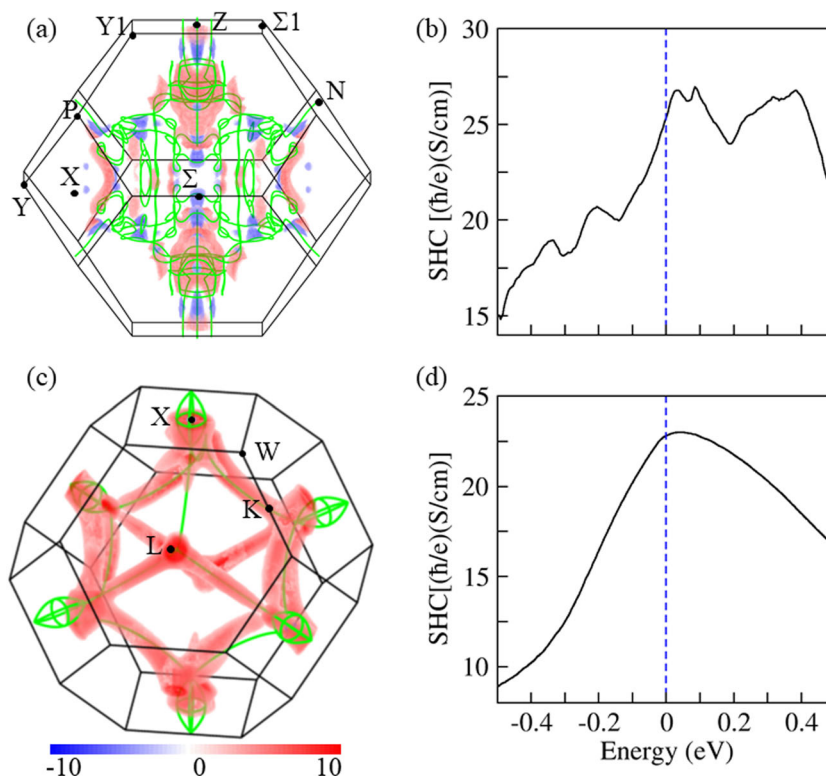 (a)
Y1
Z
Σ1
N
P
X
Σ
Y
(b)
SHC [(ħ/e)(S/cm)]
30
25
20
15
(c)
X
W
K
L
-10 0 10
(d)
SHC[(ħ/e)(S/cm)]
25
20
15
10
-0.4 -0.2 0 0.2 0.4
Energy (eV)